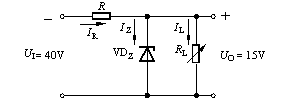 − R +
I_R I_Z I_L
U_I = 40V VD_Z R_L U_O = 15V